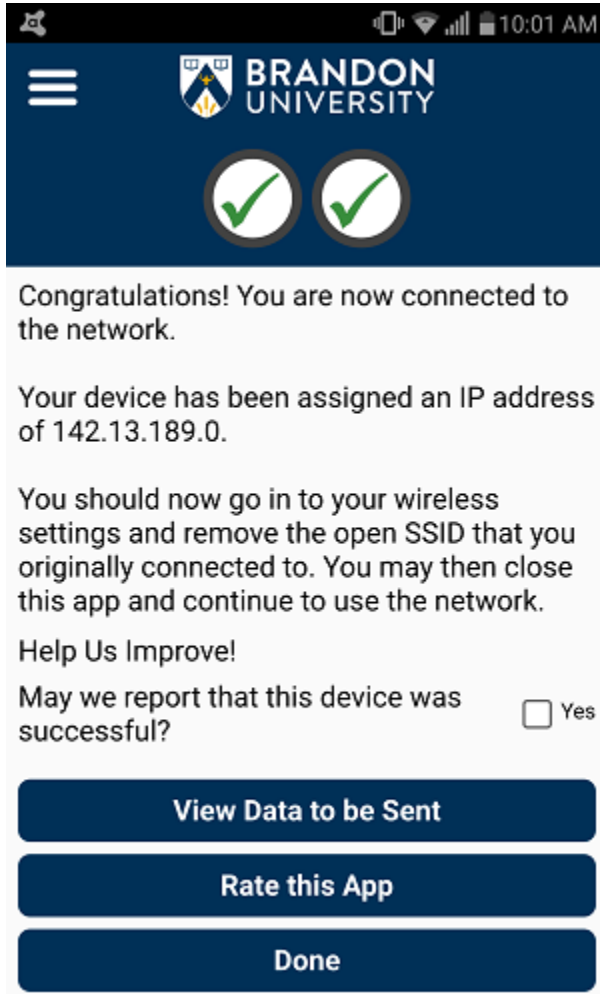 10:01 AM
BRANDON
UNIVERSITY
Congratulations! You are now connected to
the network.
Your device has been assigned an IP address
of 142.13.189.0.
You should now go in to your wireless
settings and remove the open SSID that you
originally connected to. You may then close
this app and continue to use the network.
Help Us Improve!
May we report that this device was
successful?
Yes
View Data to be Sent
Rate this App
Done